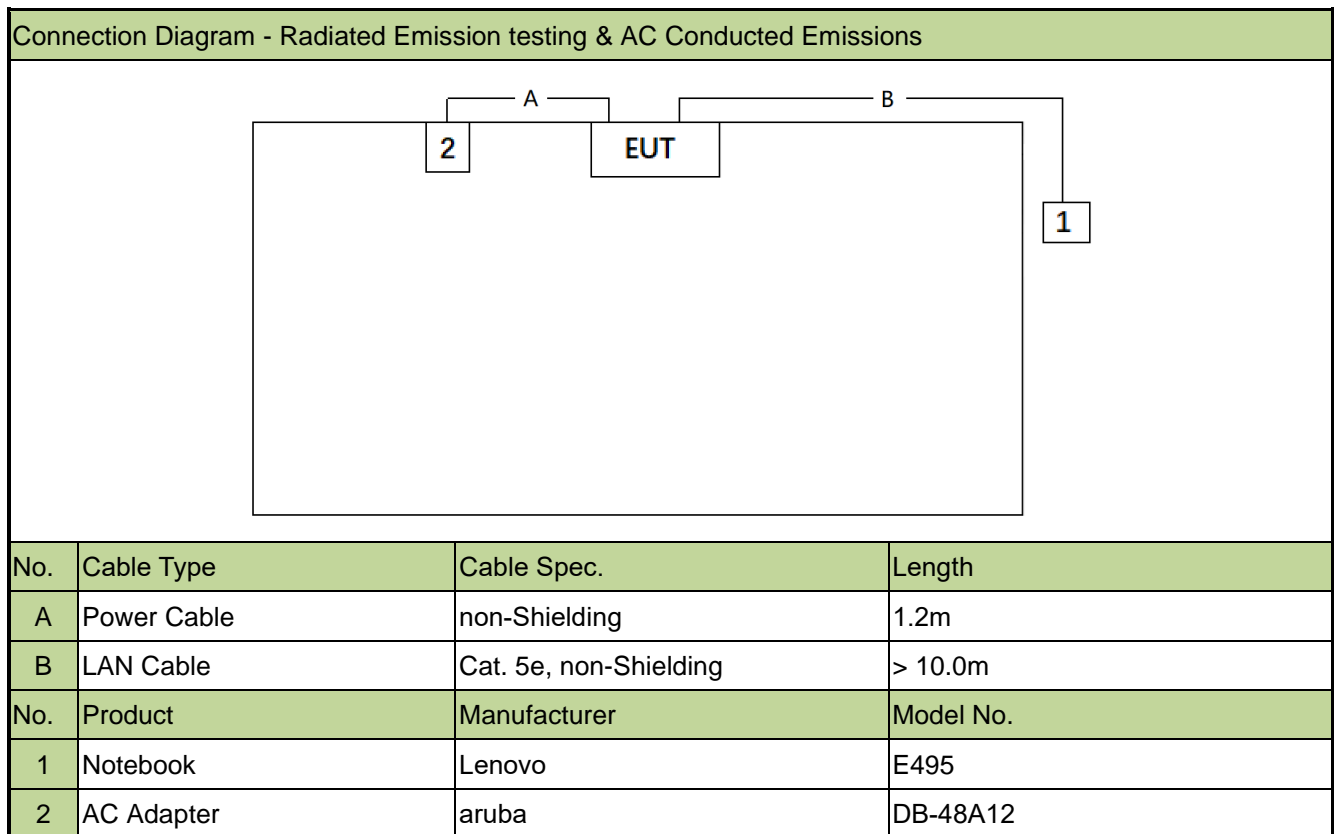 Connection Diagram - Radiated Emission testing & AC Conducted Emissions
A B
2 EUT
1
No. Cable Type Cable Spec. Length
A Power Cable non-Shielding 1.2m
B LAN Cable Cat. 5e, non-Shielding > 10.0m
No. Product Manufacturer Model No.
1 Notebook Lenovo E495
2 AC Adapter aruba DB-48A12